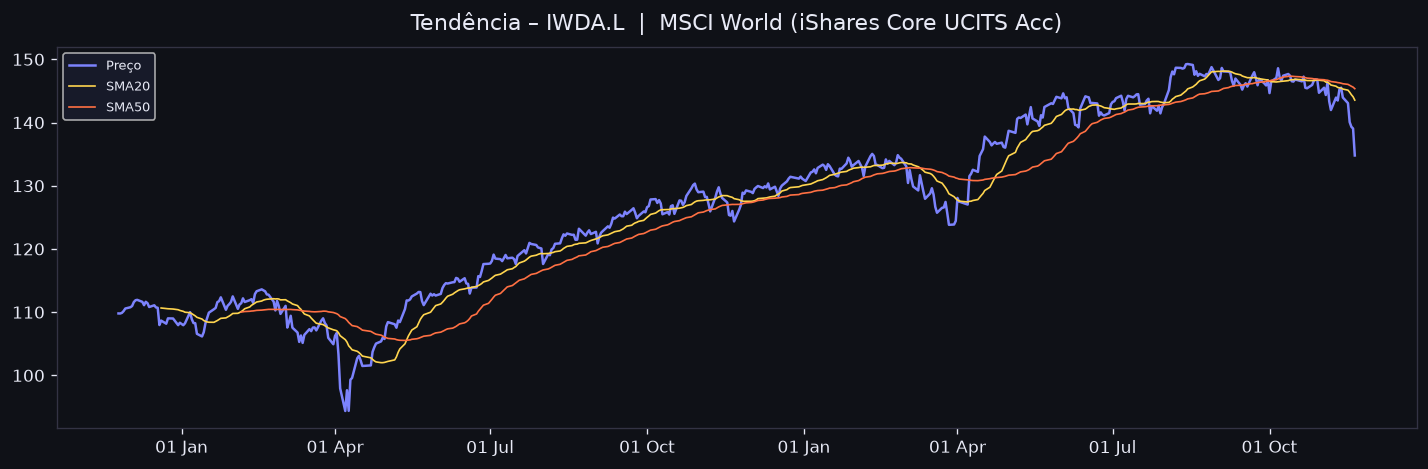 Tendência – IWDA.L | MSCI World (iShares Core UCITS Acc)
Preço
SMA20
SMA50
150
140
130
120
110
100
01 Jan 01 Apr 01 Jul 01 Oct 01 Jan 01 Apr 01 Jul 01 Oct